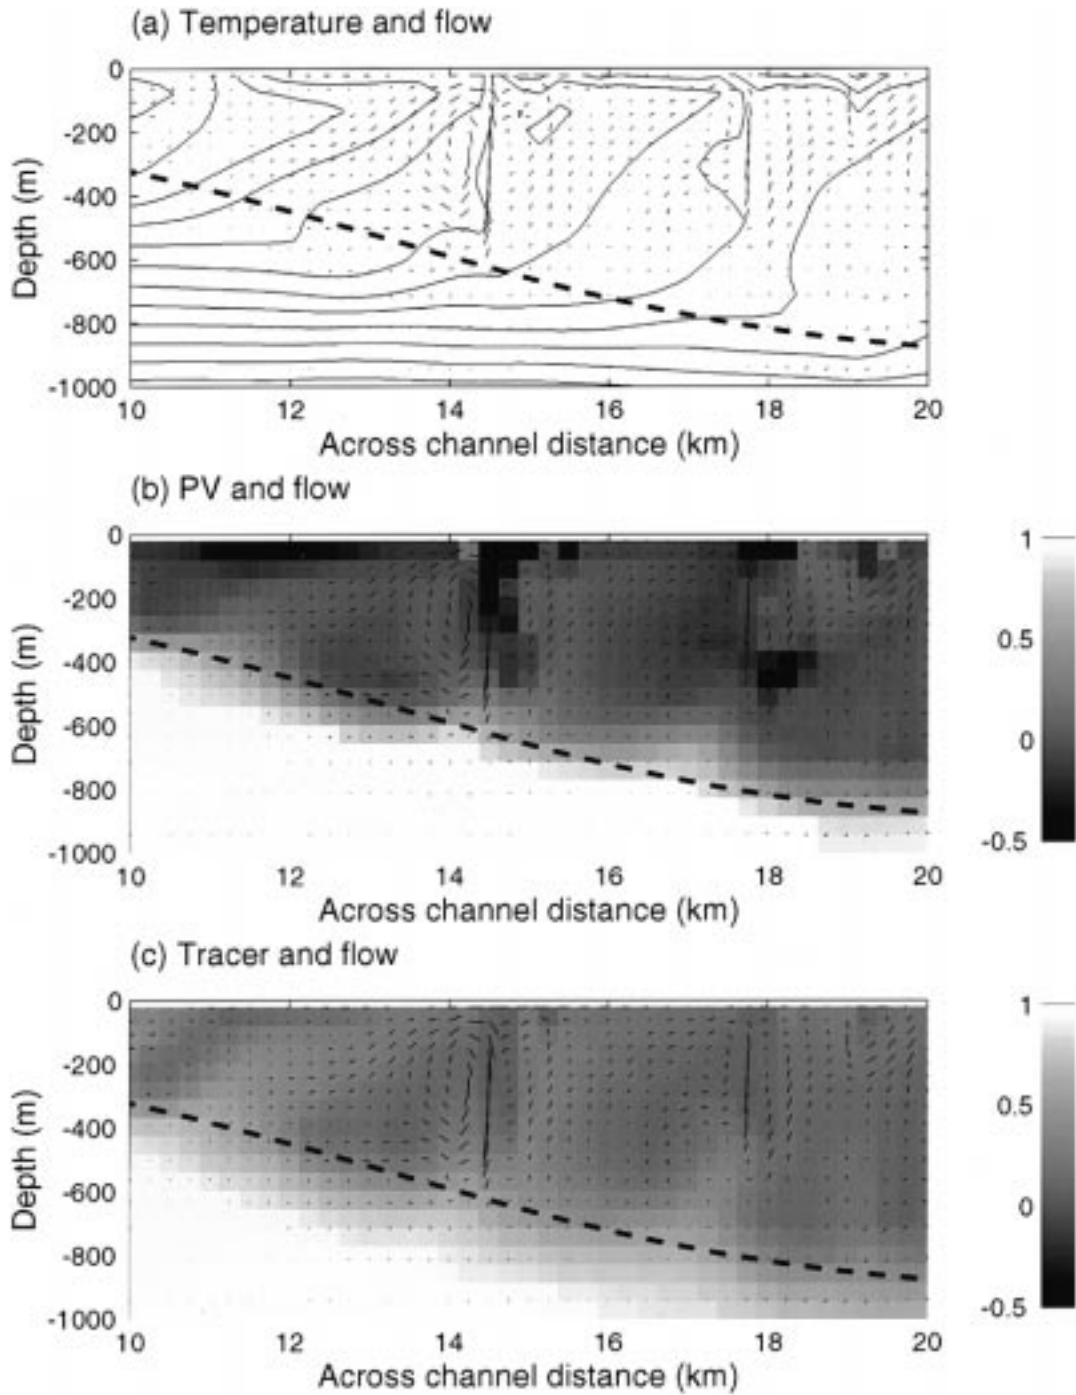 (a) Temperature and flow
0
-200
-400
-600
-800
-1000
Depth (m)
10 12 14 16 18 20
Across channel distance (km)
(b) PV and flow
0
-200
-400
-600
-800
-1000
Depth (m)
10 12 14 16 18 20
Across channel distance (km)
1
0.5
0
-0.5
(c) Tracer and flow
0
-200
-400
-600
-800
-1000
Depth (m)
10 12 14 16 18 20
Across channel distance (km)
1
0.5
0
-0.5